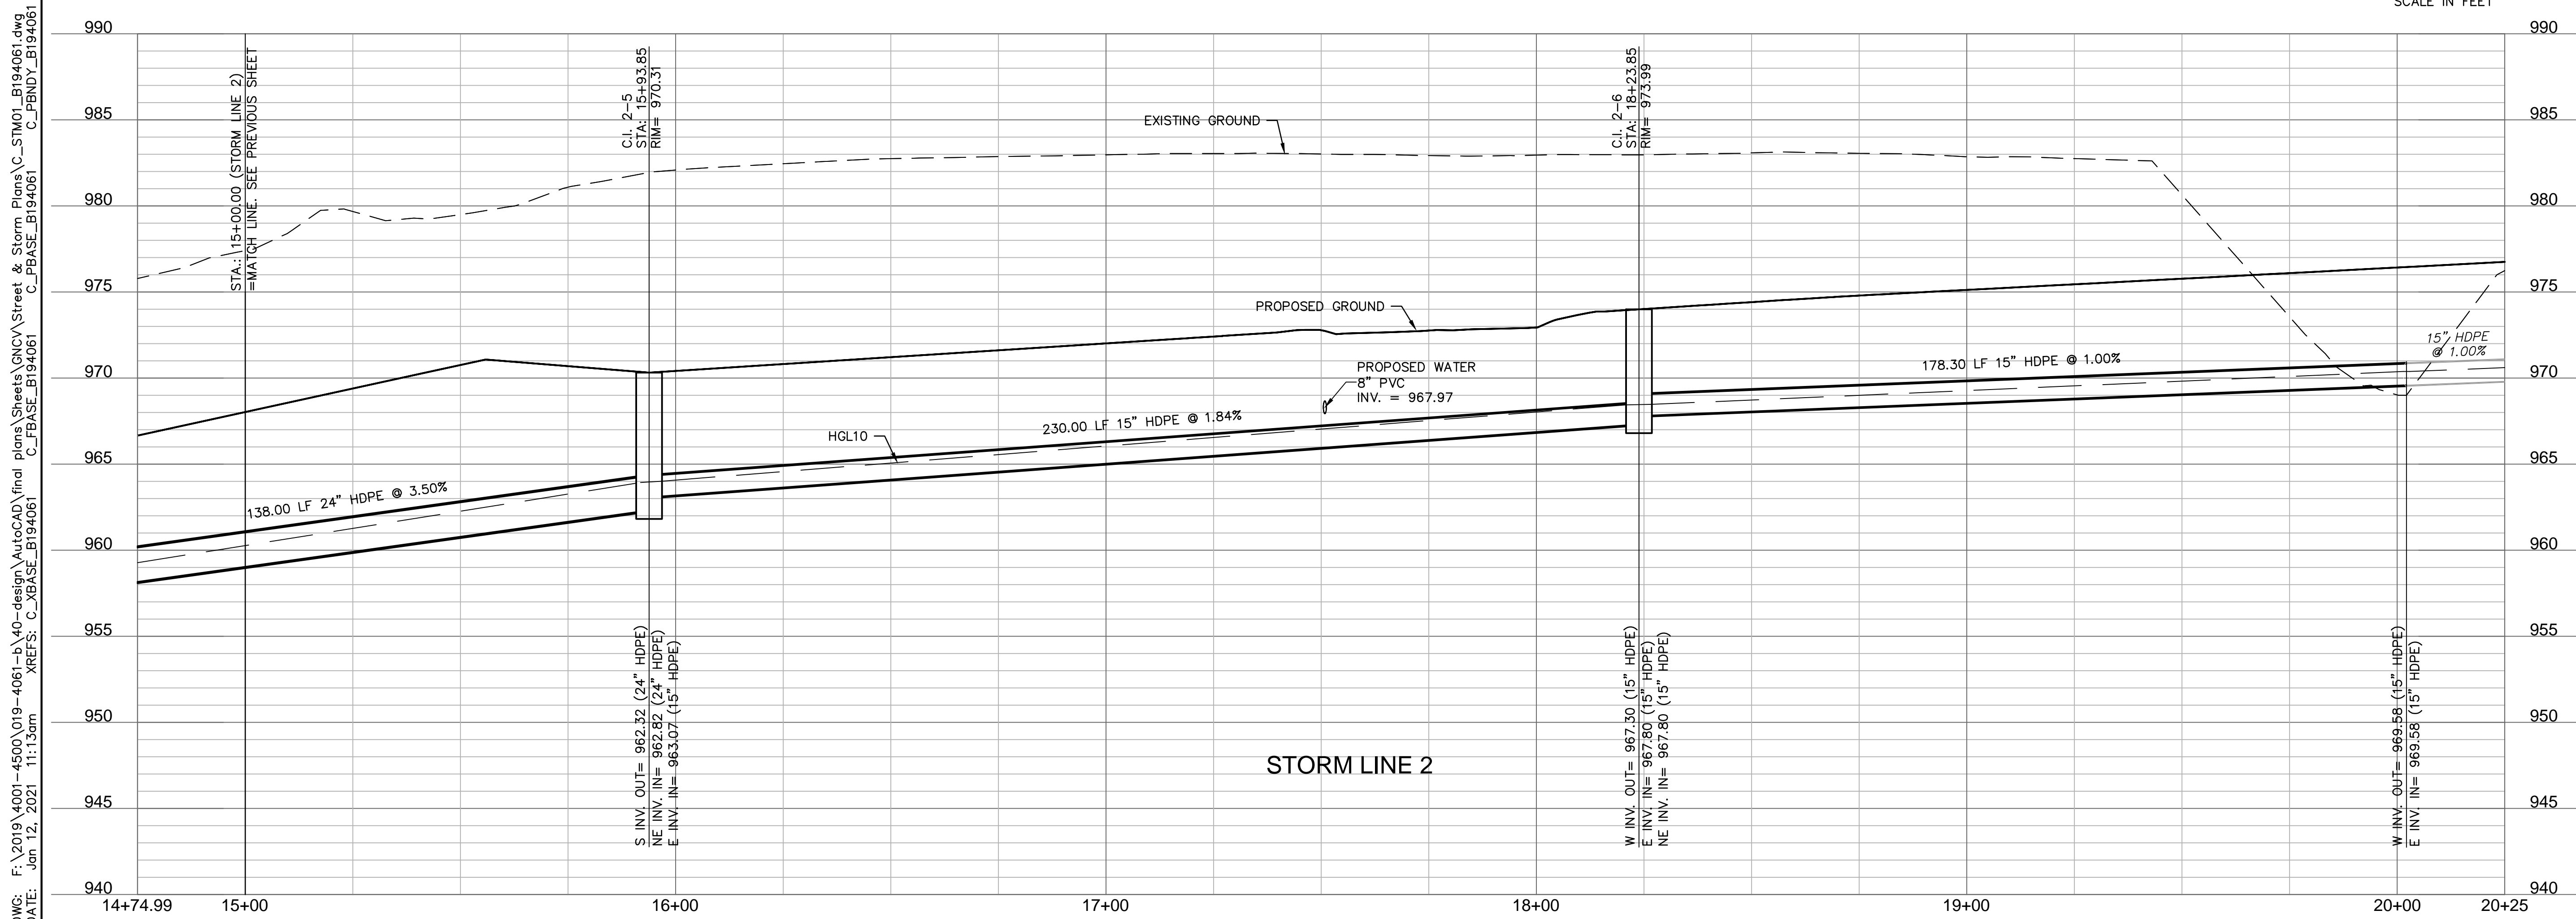 SCALE IN FEET
DWG: F:\2019\4001-4500\019-4061-b\40-design\AutoCAD\final plans\Sheets\GNCV\Street & Storm Plans\C_STM01_B194061.dwg
DATE: Jan 12, 2021 11:13am XREFS: C_XBASE_B194061 C_FBASE_B194061 C_PBASE_B194061 C_PBNDY_B194061
990
985
980
975
970
965
960
955
950
945
940
STA.: 15+00.00 (STORM LINE 2)
=MATCH LINE. SEE PREVIOUS SHEET
C.I. 2-5
STA: 15+93.85
RIM= 970.31
EXISTING GROUND
C.I. 2-6
STA: 18+23.85
RIM= 973.99
PROPOSED GROUND
PROPOSED WATER
8" PVC
INV. = 967.97
HGL10
138.00 LF 24" HDPE @ 3.50%
230.00 LF 15" HDPE @ 1.84%
178.30 LF 15" HDPE @ 1.00%
15" HDPE
@ 1.00%
S INV. OUT= 962.32 (24" HDPE)
NE INV. IN= 962.82 (24" HDPE)
E INV. IN= 963.07 (15" HDPE)
W INV. OUT= 967.30 (15" HDPE)
E INV. IN= 967.80 (15" HDPE)
NE INV. IN= 967.80 (15" HDPE)
W INV. OUT= 969.58 (15" HDPE)
E INV. IN= 969.58 (15" HDPE)
STORM LINE 2
990
985
980
975
970
965
960
955
950
945
940
14+74.99 15+00 16+00 17+00 18+00 19+00 20+00 20+25